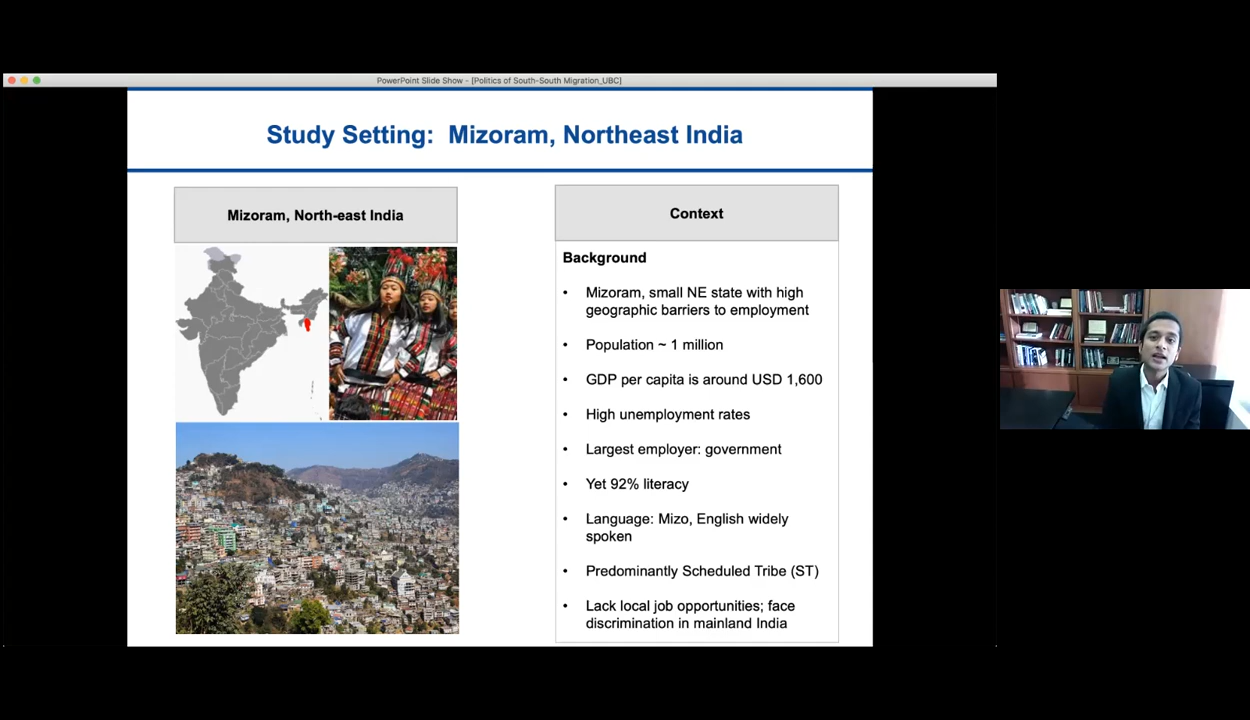 PowerPoint Slide Show - [Politics of South-South Migration_UBC]
Study Setting: Mizoram, Northeast India
Mizoram, North-east India
Context
Background
• Mizoram, small NE state with high
geographic barriers to employment
• Population ~ 1 million
• GDP per capita is around USD 1,600
• High unemployment rates
• Largest employer: government
• Yet 92% literacy
• Language: Mizo, English widely
spoken
• Predominantly Scheduled Tribe (ST)
• Lack local job opportunities; face
discrimination in mainland India